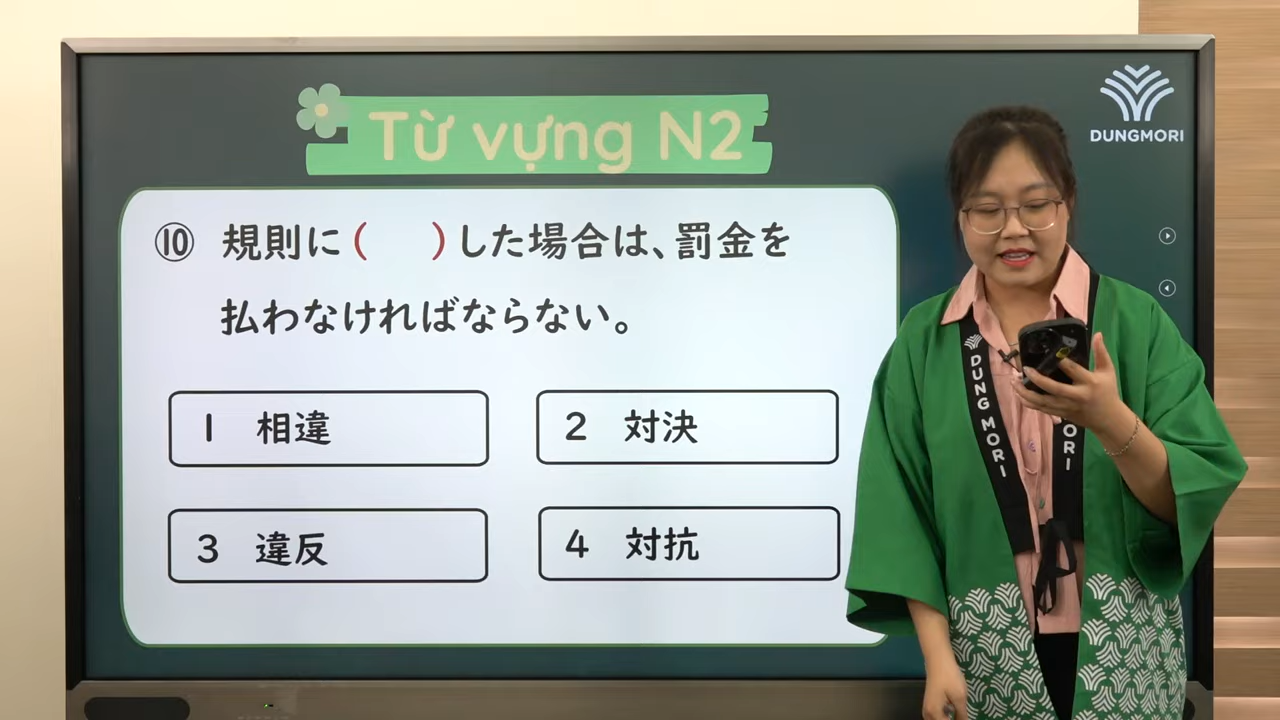 Từ vựng N2
DUNGMORI
⑩ 規則に( )した場合は、罰金を
払わなければならない。
1 相違
2 対決
3 違反
4 対抗
DUNG MORI
ORI